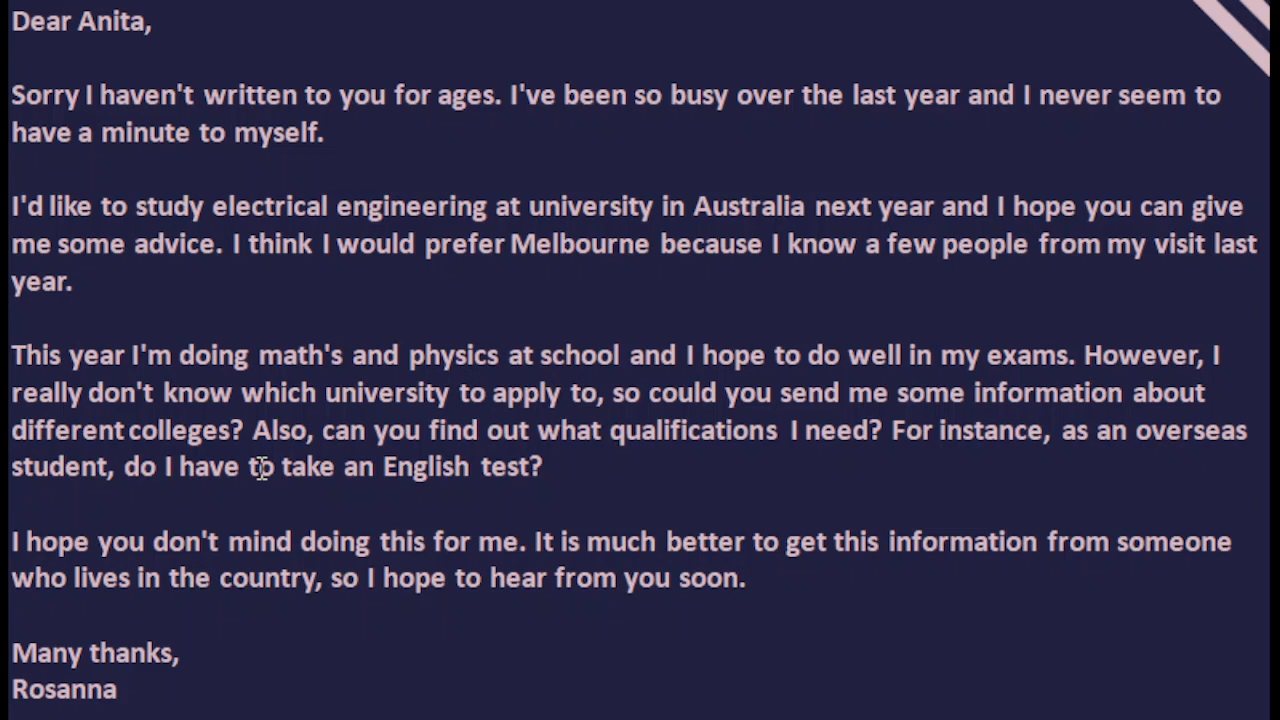 Dear Anita,
Sorry I haven't written to you for ages. I've been so busy over the last year and I never seem to
have a minute to myself.
I'd like to study electrical engineering at university in Australia next year and I hope you can give
me some advice. I think I would prefer Melbourne because I know a few people from my visit last
year.
This year I'm doing math's and physics at school and I hope to do well in my exams. However, I
really don't know which university to apply to, so could you send me some information about
different colleges? Also, can you find out what qualifications I need? For instance, as an overseas
student, do I have to take an English test?
I hope you don't mind doing this for me. It is much better to get this information from someone
who lives in the country, so I hope to hear from you soon.
Many thanks,
Rosanna